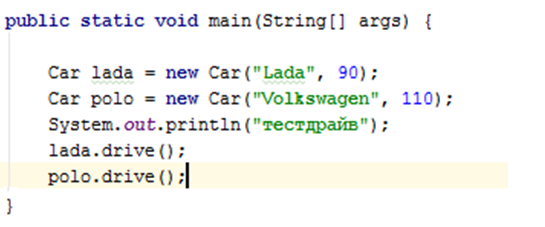 public static void main(String[] args) {
Car lada = new Car("Lada", 90);
Car polo = new Car("Volkswagen", 110);
System.out.println("тестдрайв");
lada.drive();
polo.drive();
}